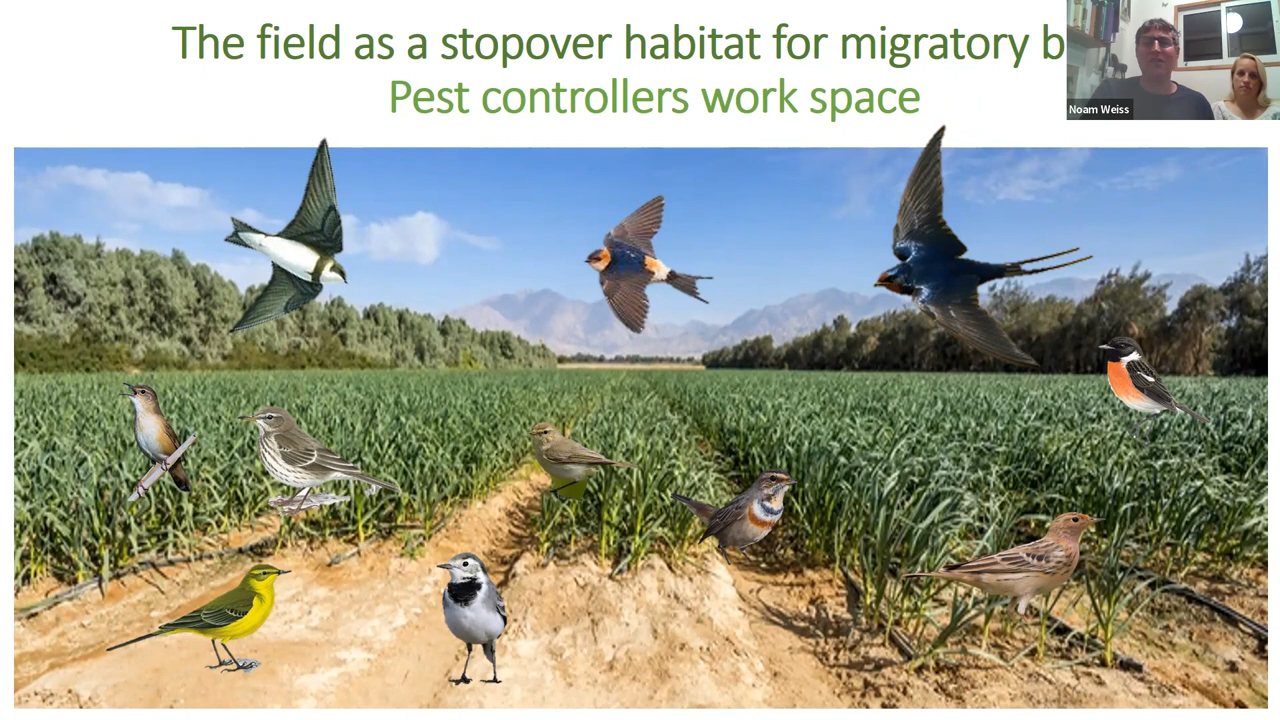 The field as a stopover habitat for migratory b
Pest controllers work space
Noam Weiss